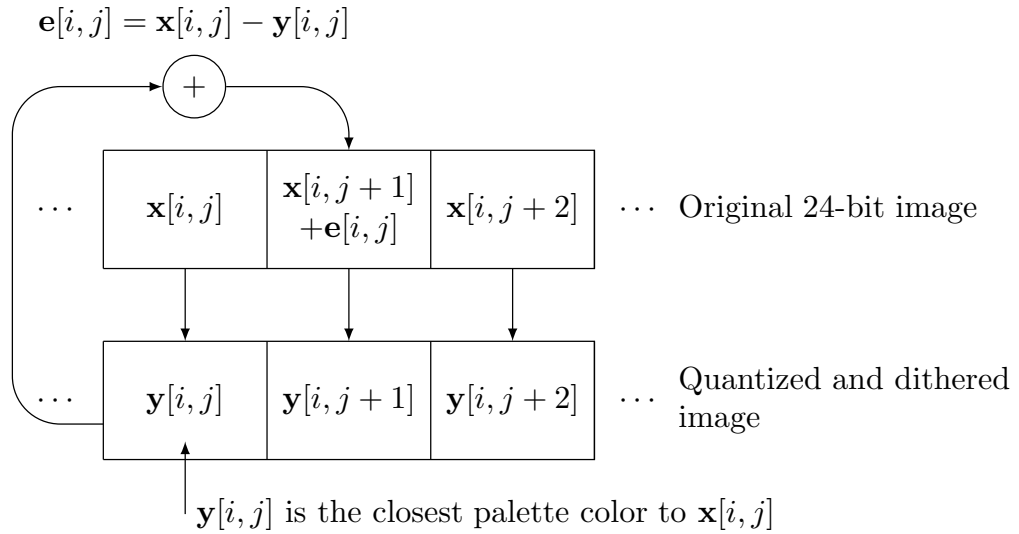 e[i, j] = x[i, j] − y[i, j]
+
··· x[i, j] x[i, j + 1] +e[i, j] x[i, j + 2] ··· Original 24-bit image
··· y[i, j] y[i, j + 1] y[i, j + 2] ··· Quantized and dithered
image
y[i, j] is the closest palette color to x[i, j]